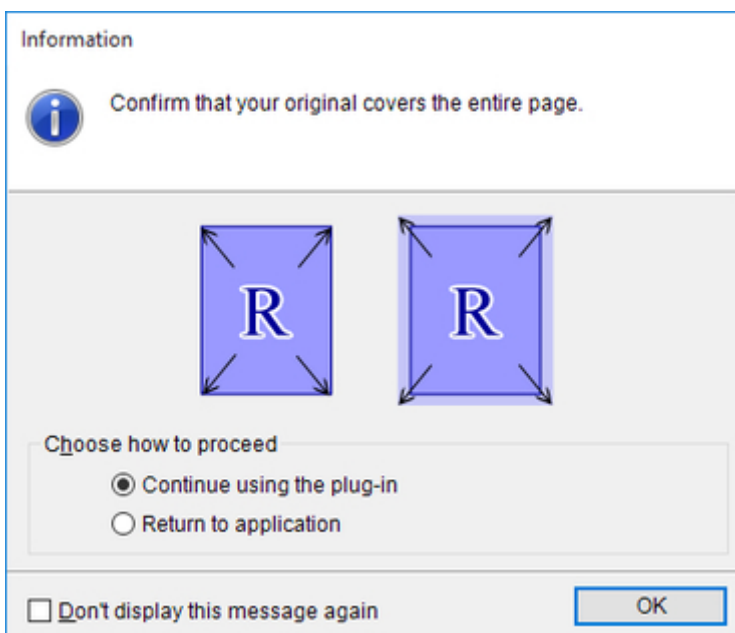 Information
Confirm that your original covers the entire page.
R
R
Choose how to proceed
Continue using the plug-in
Return to application
Don't display this message again
OK